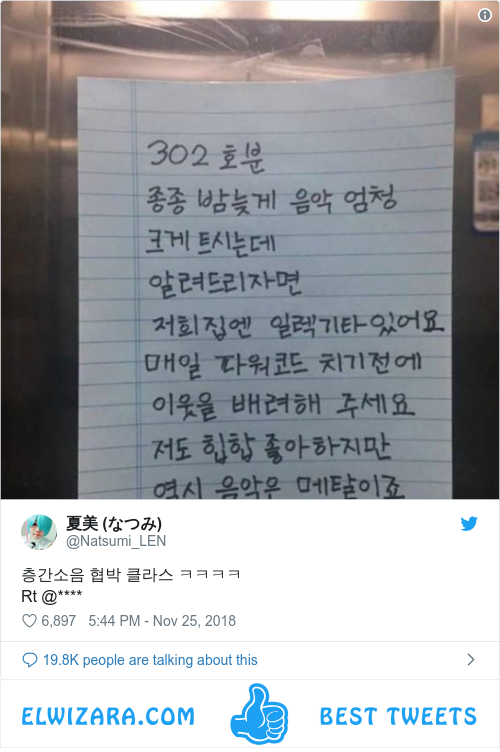 302 호분
종종 밤늦게 음악 엄청
크게 트시는데
알려드리자면
저희집엔 일렉기타있어요
매일 파워코드 치기전에
이웃을 배려해 주세요
저도 힙합 좋아하지만
역시 음악은 메탈이죠
夏美 (なつみ)
@Natsumi_LEN
층간소음 협박 클라스 ㅋㅋㅋㅋ
Rt @****
6,897 5:44 PM - Nov 25, 2018
19.8K people are talking about this
ELWIZARA.COM BEST TWEETS